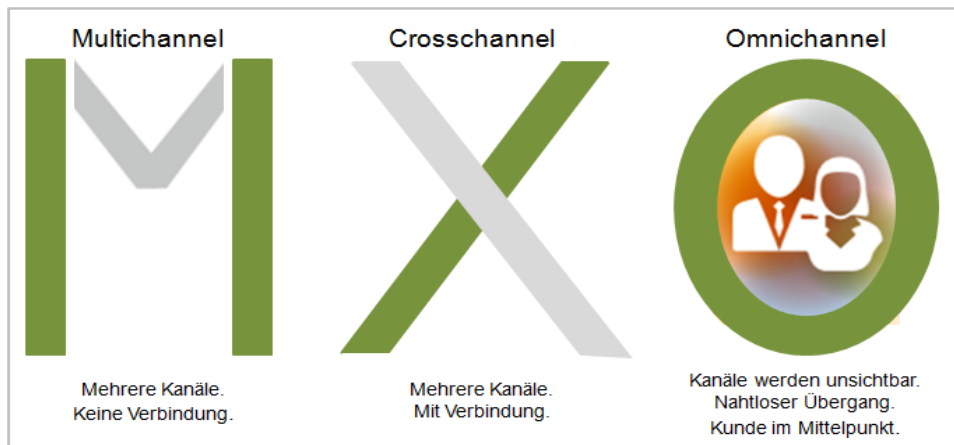 Multichannel
Crosschannel
Omnichannel
Mehrere Kanäle.
Keine Verbindung.
Mehrere Kanäle.
Mit Verbindung.
Kanäle werden unsichtbar.
Nahtloser Übergang.
Kunde im Mittelpunkt.